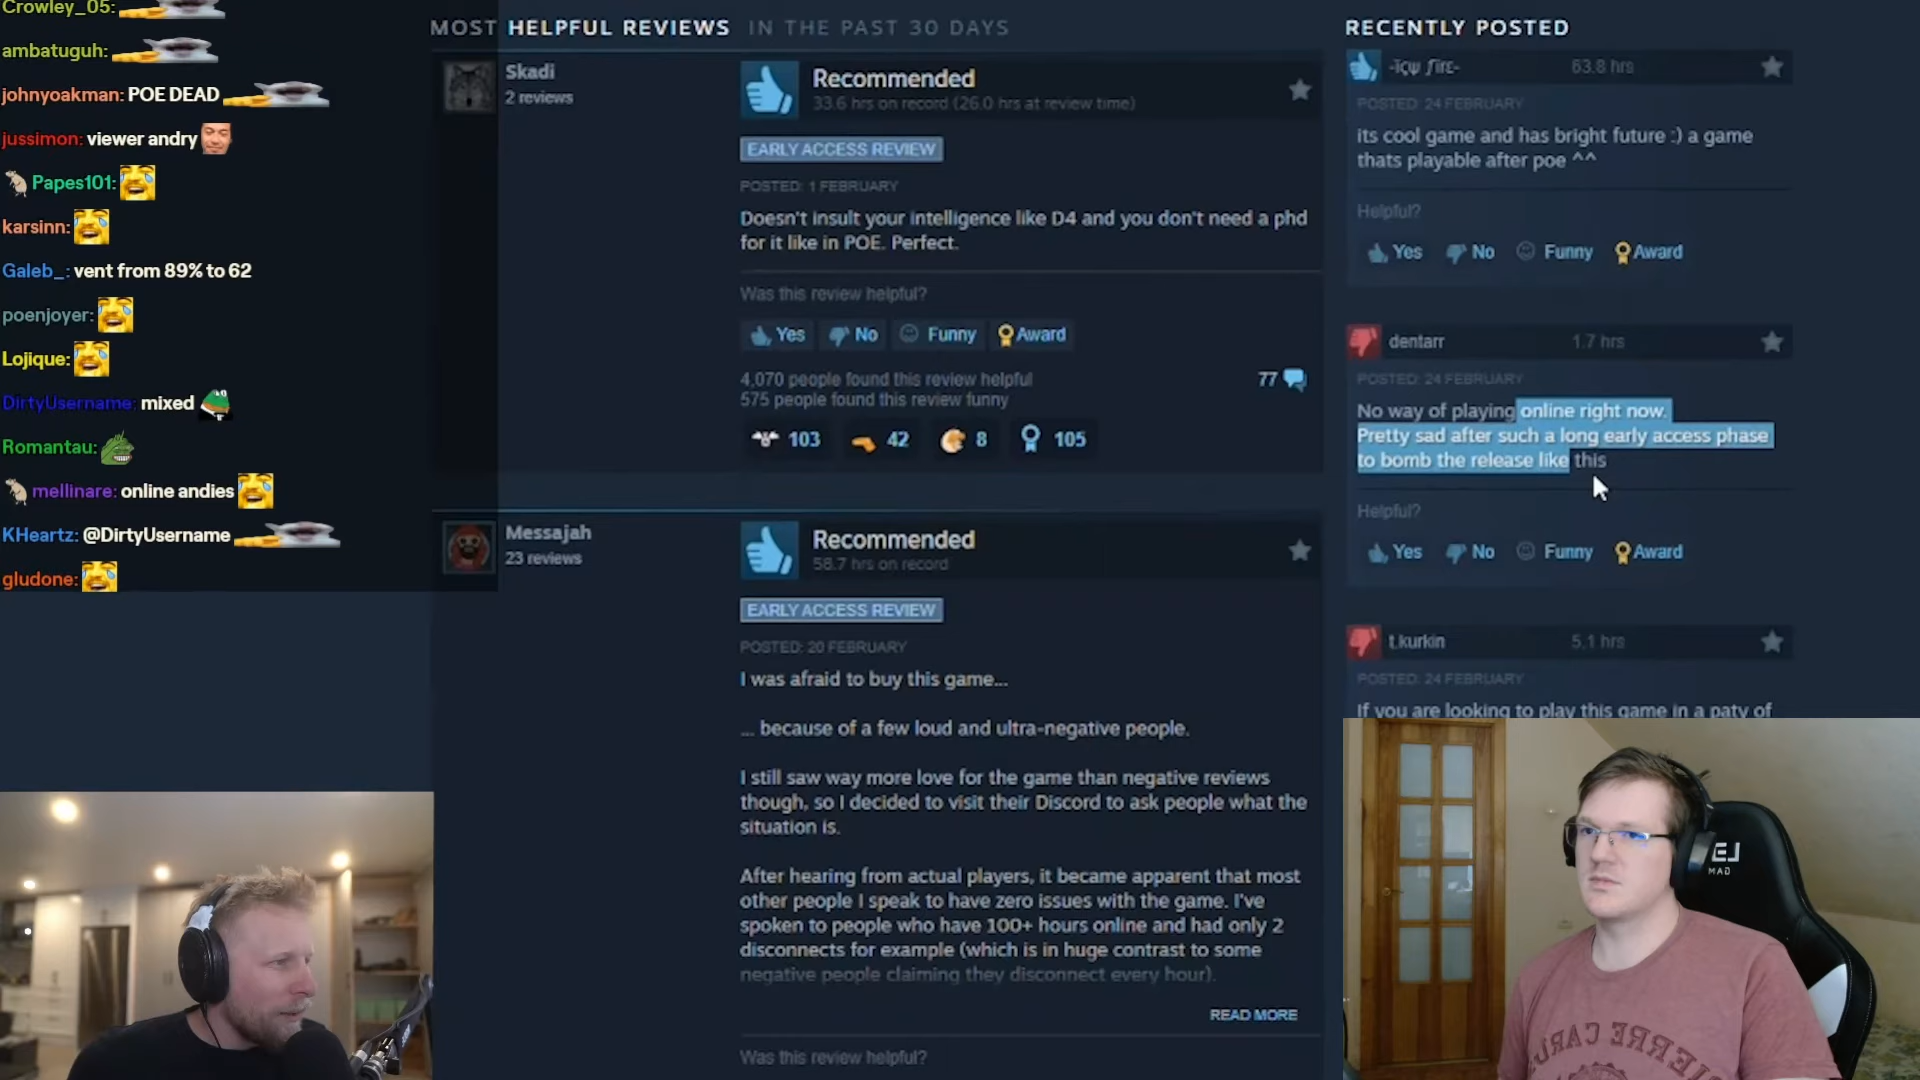 Crowley_05:
ambatuguh:
johnyoakman: POE DEAD
jussimon: viewer andry
Papes101:
karsinn:
Galeb_: vent from 89% to 62
poenjoyer:
Lojique:
DirtyUsername: mixed
Romantau:
mellinare: online andies
KHeartz: @DirtyUsername
gludone:
MOST HELPFUL REVIEWS IN THE PAST 30 DAYS
Skadi
2 reviews
Recommended
33.6 hrs on record (26.0 hrs at review time)
EARLY ACCESS REVIEW
POSTED: 1 FEBRUARY
Doesn't insult your intelligence like D4 and you don't need a phd
for it like in POE. Perfect.
Was this review helpful?
Yes No Funny Award
4,070 people found this review helpful
575 people found this review funny
77
103 42 8 105
Messajah
23 reviews
Recommended
58.7 hrs on record
EARLY ACCESS REVIEW
POSTED: 20 FEBRUARY
I was afraid to buy this game...
... because of a few loud and ultra-negative people.
I still saw way more love for the game than negative reviews
though, so I decided to visit their Discord to ask people what the
situation is.
After hearing from actual players, it became apparent that most
other people I speak to have zero issues with the game. I've
spoken to people who have 100+ hours online and had only 2
disconnects for example (which is in huge contrast to some
negative people claiming they disconnect every hour).
READ MORE
Was this review helpful?
RECENTLY POSTED
63.8 hrs
POSTED: 24 FEBRUARY
its cool game and has bright future :) a game
thats playable after poe ^^
Helpful?
Yes No Funny Award
dentarr 1.7 hrs
POSTED: 24 FEBRUARY
No way of playing online right now.
Pretty sad after such a long early access phase
to bomb the release like this
Helpful?
Yes No Funny Award
t.kurkin 5.1 hrs
POSTED: 24 FEBRUARY
If you are looking to play this game in a paty of
MAD
PIERRE CAR